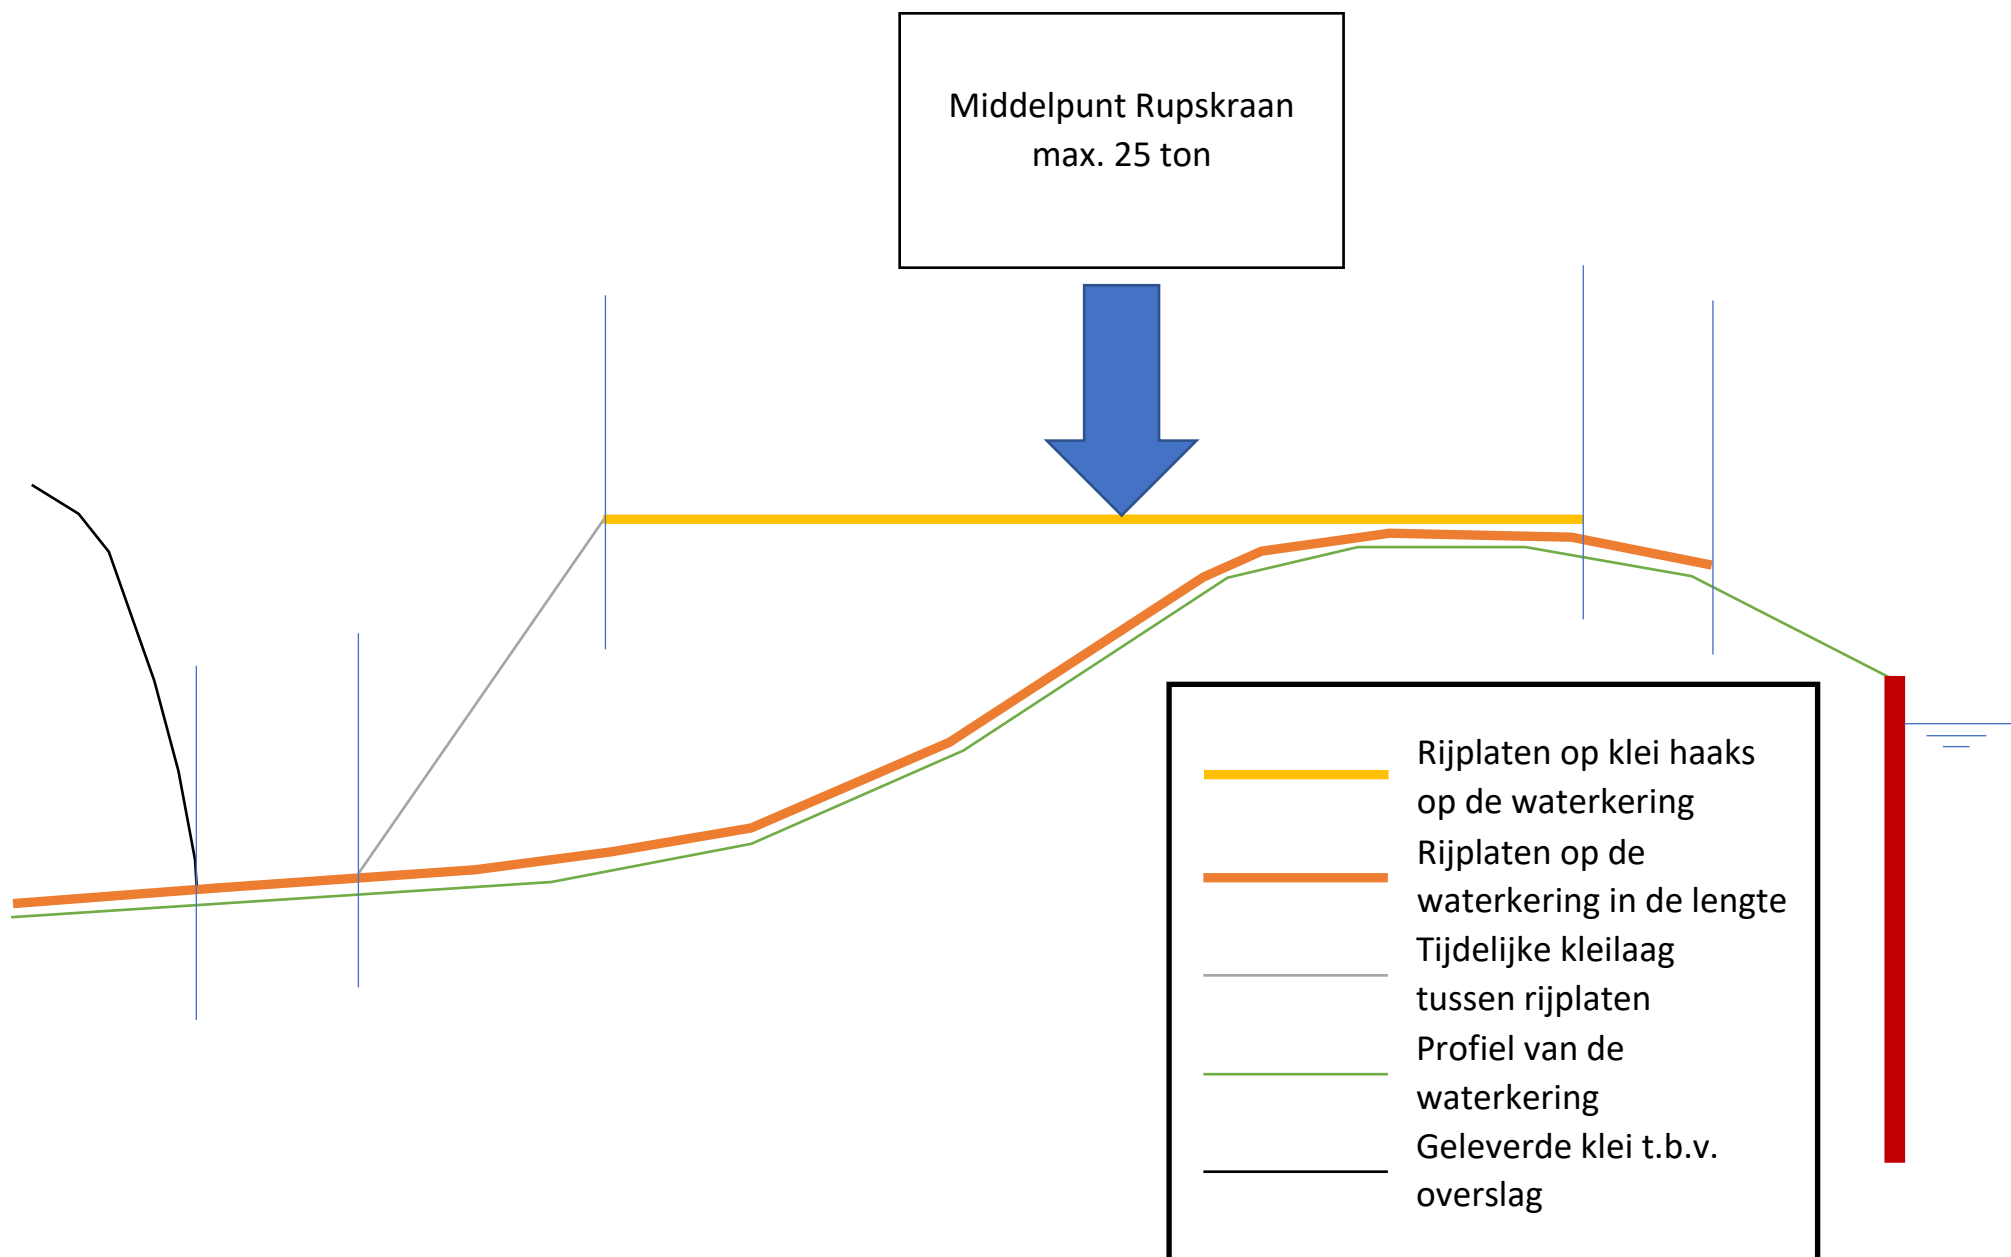 Middelpunt Rupskraan
max. 25 ton
Rijplaten op klei haaks
op de waterkering
Rijplaten op de
waterkering in de lengte
Tijdelijke kleilaag
tussen rijplaten
Profiel van de
waterkering
Geleverde klei t.b.v.
overslag